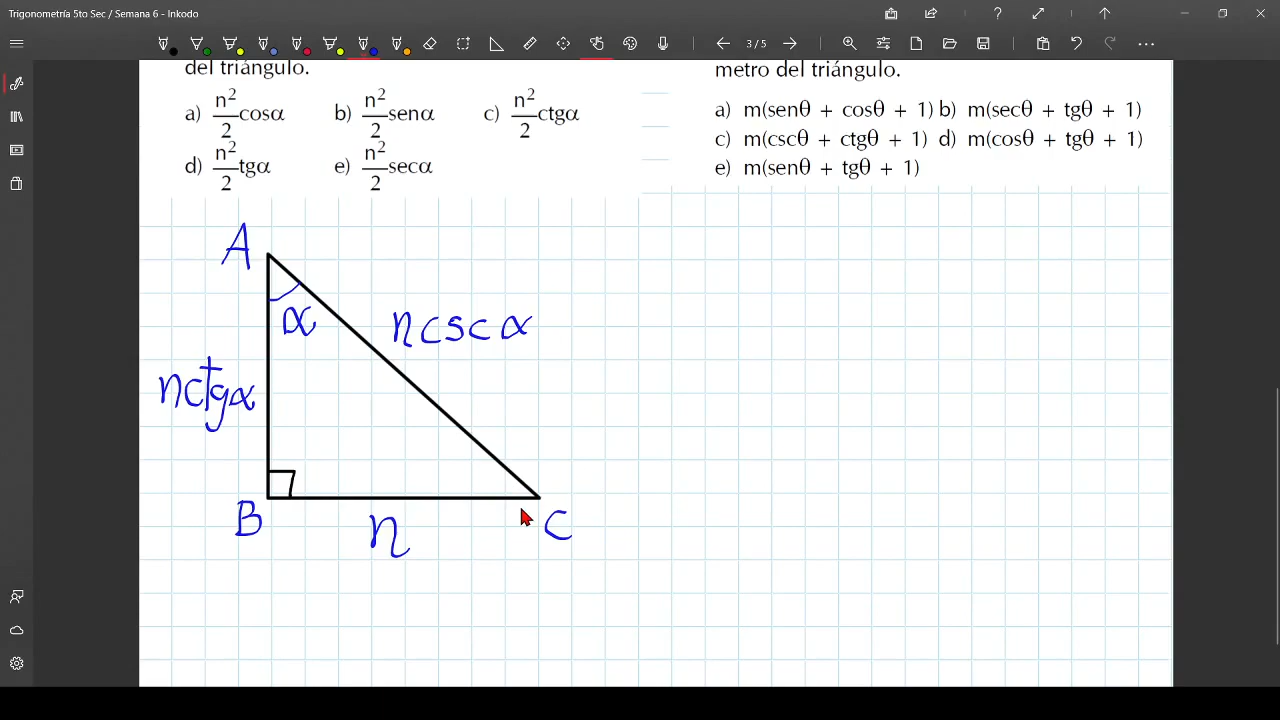 Trigonometría 5to Sec / Semana 6 - Inkodo
3 / 5
del triángulo.
a) n²/2 cosα b) n²/2 senα c) n²/2 ctgα
d) n²/2 tgα e) n²/2 secα
metro del triángulo.
a) m(senθ + cosθ + 1) b) m(secθ + tgθ + 1)
c) m(cscθ + ctgθ + 1) d) m(cosθ + tgθ + 1)
e) m(senθ + tgθ + 1)
A
α
n csc α
nctgα
B
n
C